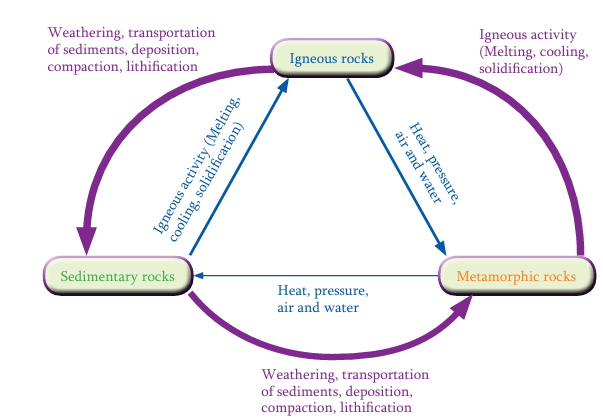 Weathering, transportation
of sediments, deposition,
compaction, lithification
Igneous activity
(Melting, cooling,
solidification)
Igneous rocks
Igneous activity (Melting,
cooling, solidification)
Heat, pressure,
air and water
Sedimentary rocks
Metamorphic rocks
Heat, pressure,
air and water
Weathering, transportation
of sediments, deposition,
compaction, lithification